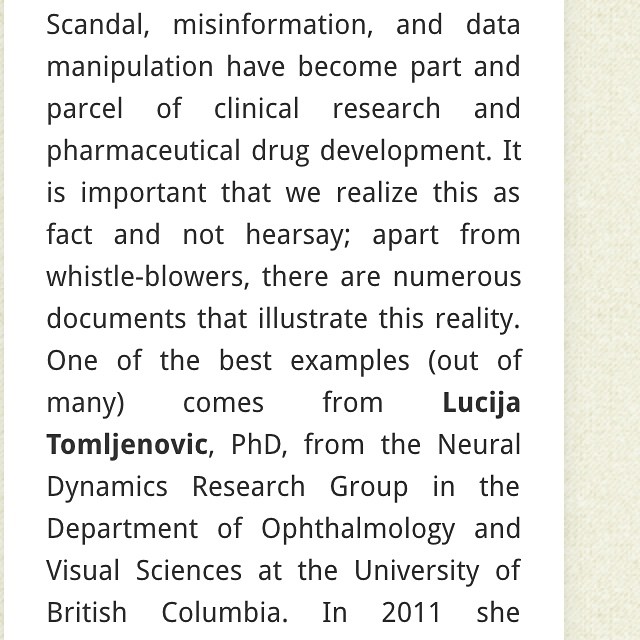 Scandal, misinformation, and data
manipulation have become part and
parcel of clinical research and
pharmaceutical drug development. It
is important that we realize this as
fact and not hearsay; apart from
whistle-blowers, there are numerous
documents that illustrate this reality.
One of the best examples (out of
many) comes from Lucija
Tomljenovic, PhD, from the Neural
Dynamics Research Group in the
Department of Ophthalmology and
Visual Sciences at the University of
British Columbia. In 2011 she